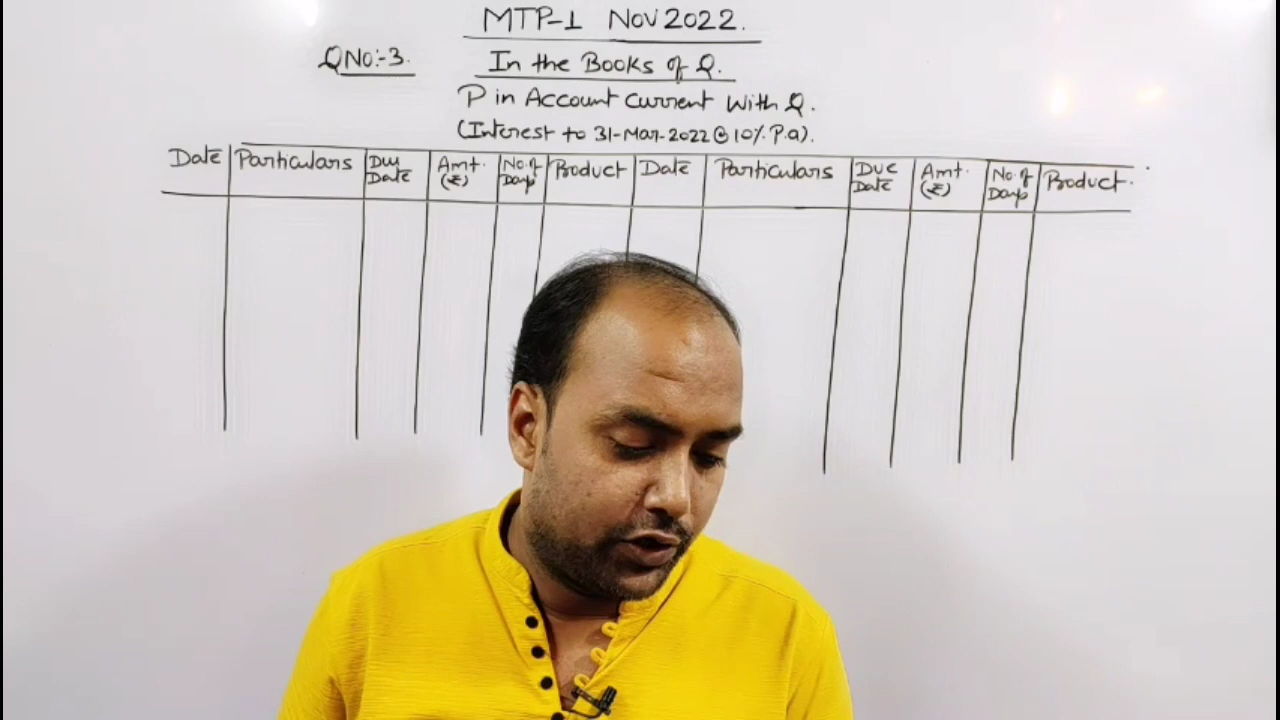 MTP-1 Nov 2022.
Q No:-3. In the Books of Q.
P in Account Current With Q.
(Interest to 31-Mar-2022 @ 10% P.a).
Date Particulars Due Date Amt. (₹) No. of Days Product Date Particulars Due Date Amt. (₹) No. of Days Product.